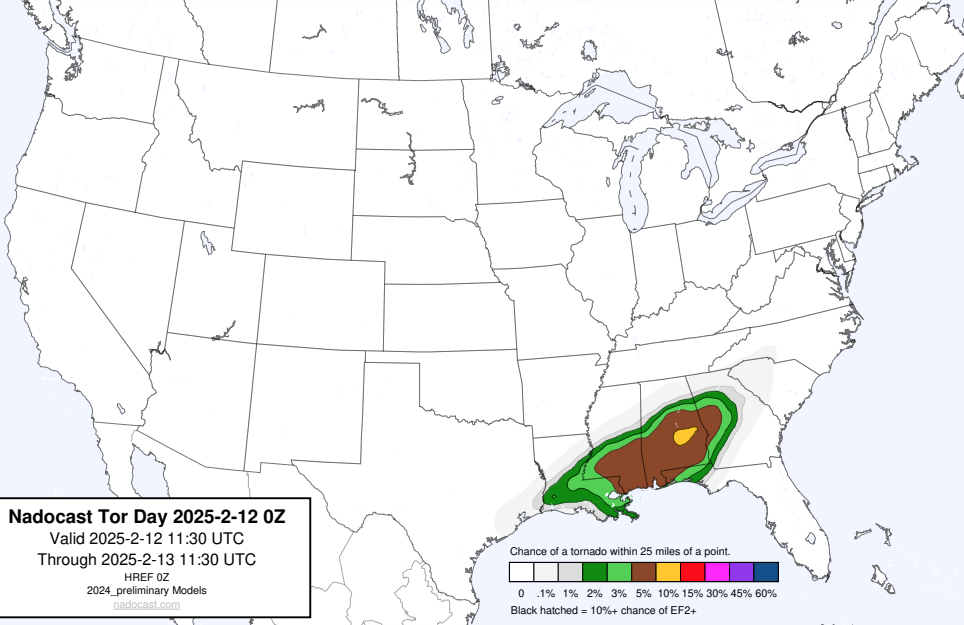 Nadocast Tor Day 2025-2-12 0Z
Valid 2025-2-12 11:30 UTC
Through 2025-2-13 11:30 UTC
HREF 0Z
2024_preliminary Models
nadocast.com
Chance of a tornado within 25 miles of a point.
0 .1% 1% 2% 3% 5% 10% 15% 30% 45% 60%
Black hatched = 10%+ chance of EF2+